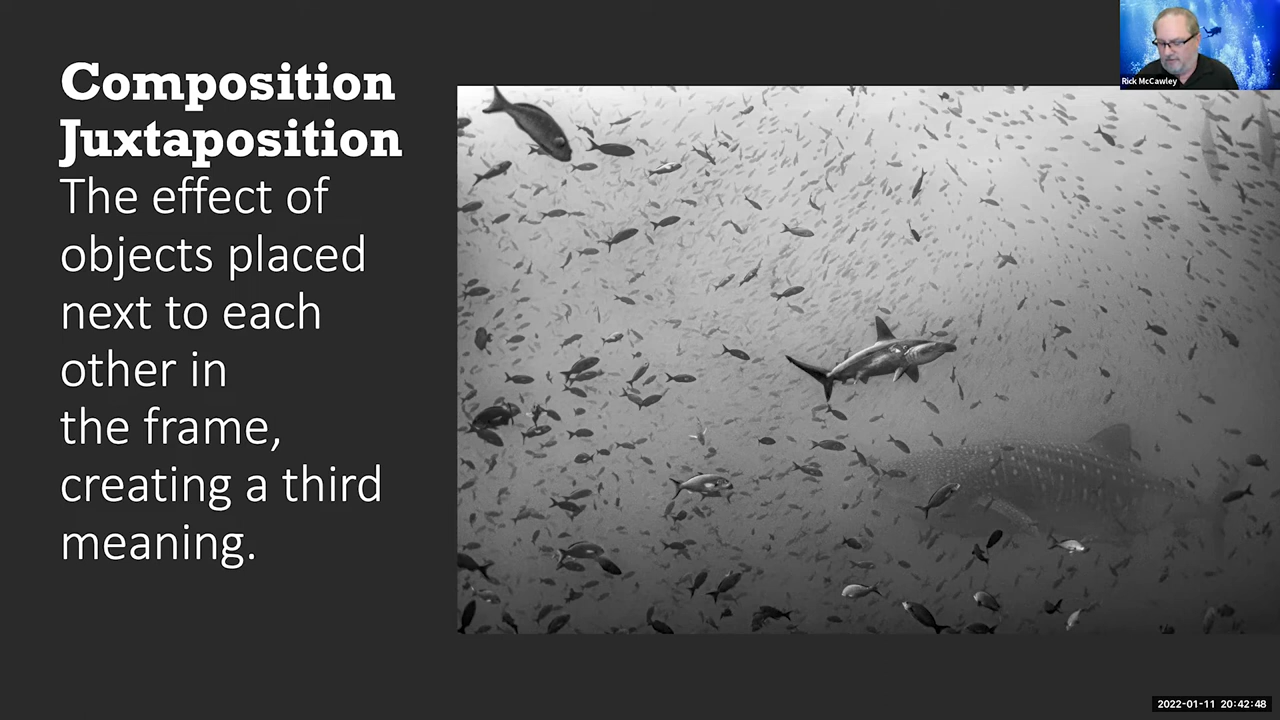 Composition
Juxtaposition
The effect of
objects placed
next to each
other in
the frame,
creating a third
meaning.
Rick McCawley
2022-01-11 20:42:48